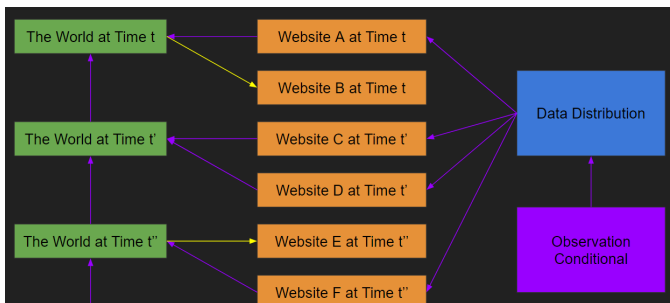 The World at Time t
Website A at Time t
Website B at Time t
Data Distribution
The World at Time t'
Website C at Time t'
Website D at Time t'
The World at Time t''
Website E at Time t''
Observation
Conditional
Website F at Time t''